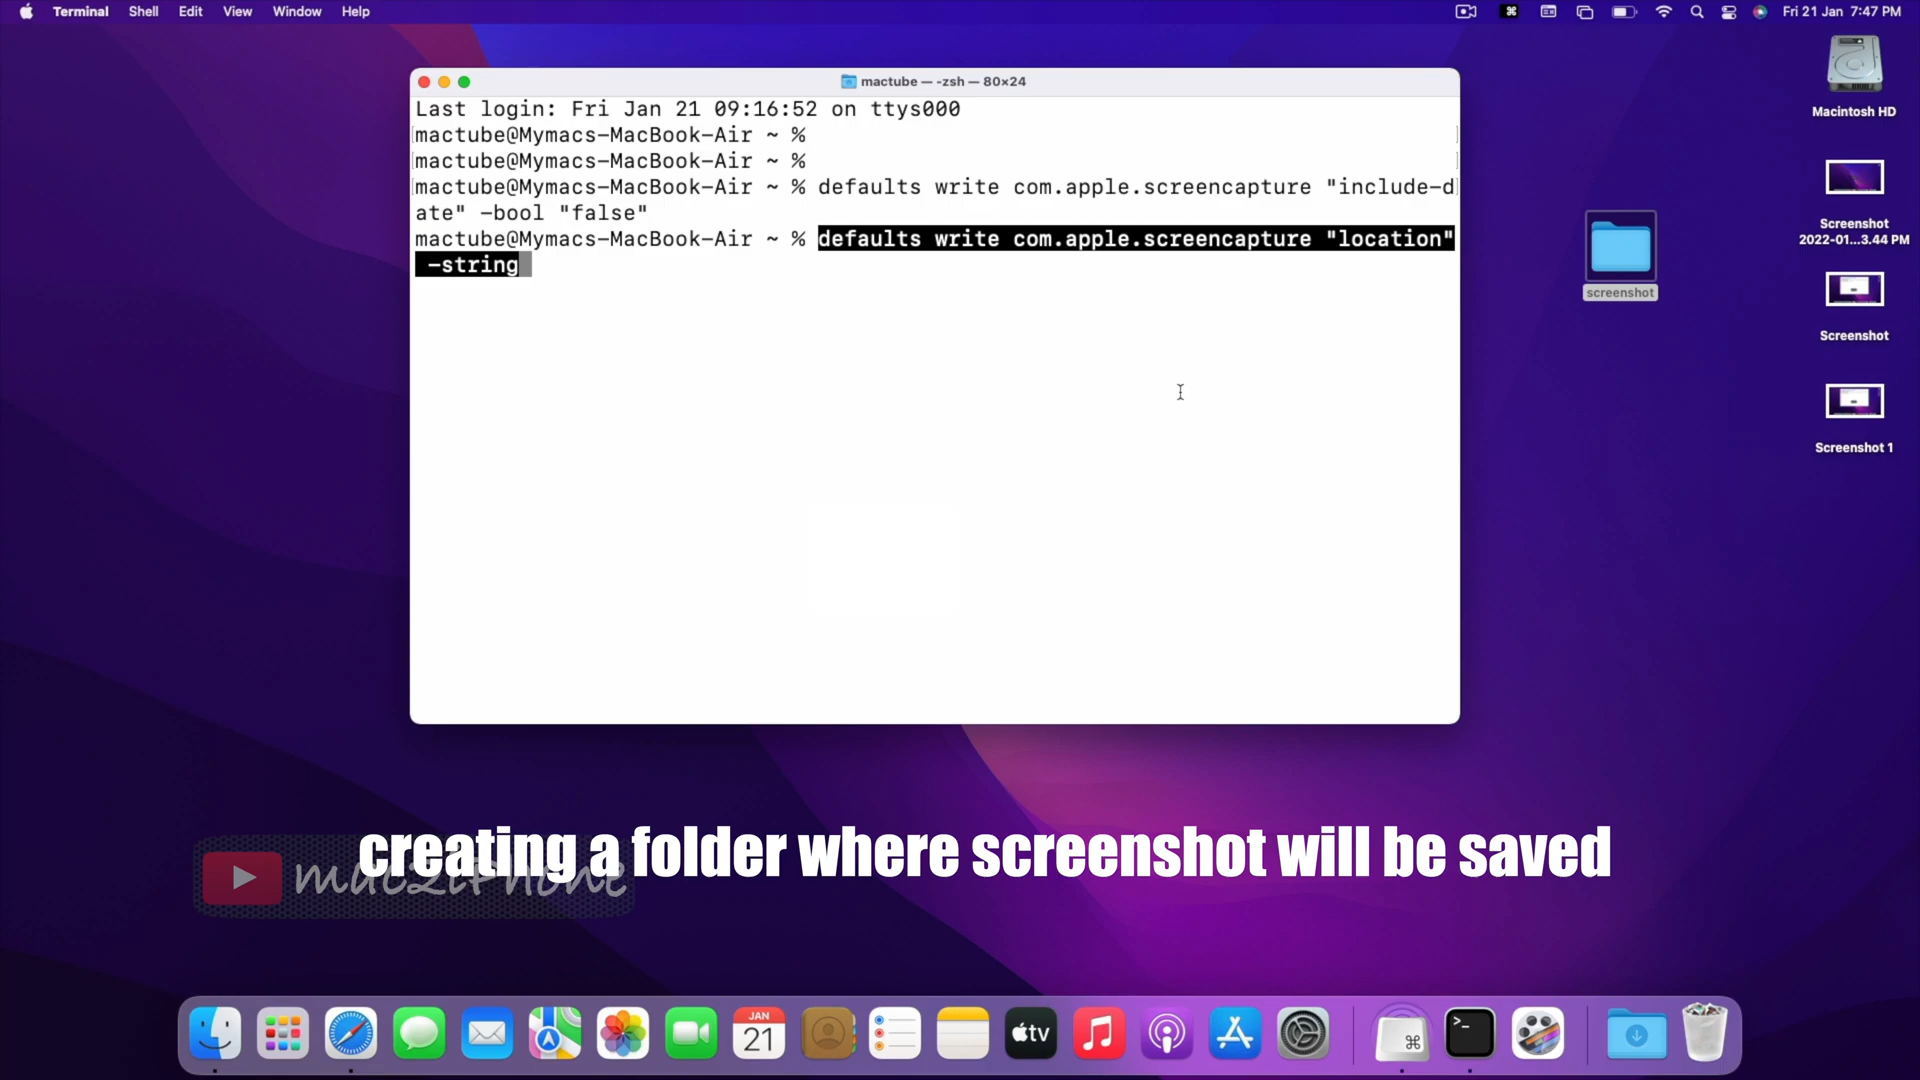 Terminal Shell Edit View Window Help
Fri 21 Jan 7:47 PM
mactube — -zsh — 80×24
Last login: Fri Jan 21 09:16:52 on ttys000
mactube@Mymacs-MacBook-Air ~ %
mactube@Mymacs-MacBook-Air ~ %
mactube@Mymacs-MacBook-Air ~ % defaults write com.apple.screencapture "include-d
ate" -bool "false"
mactube@Mymacs-MacBook-Air ~ % defaults write com.apple.screencapture "location"
-string
screenshot
Macintosh HD
Screenshot
2022-01...3.44 PM
Screenshot
Screenshot 1
creating a folder where screenshot will be saved
mac2iPhone
JAN
21
tv
>_
⌘